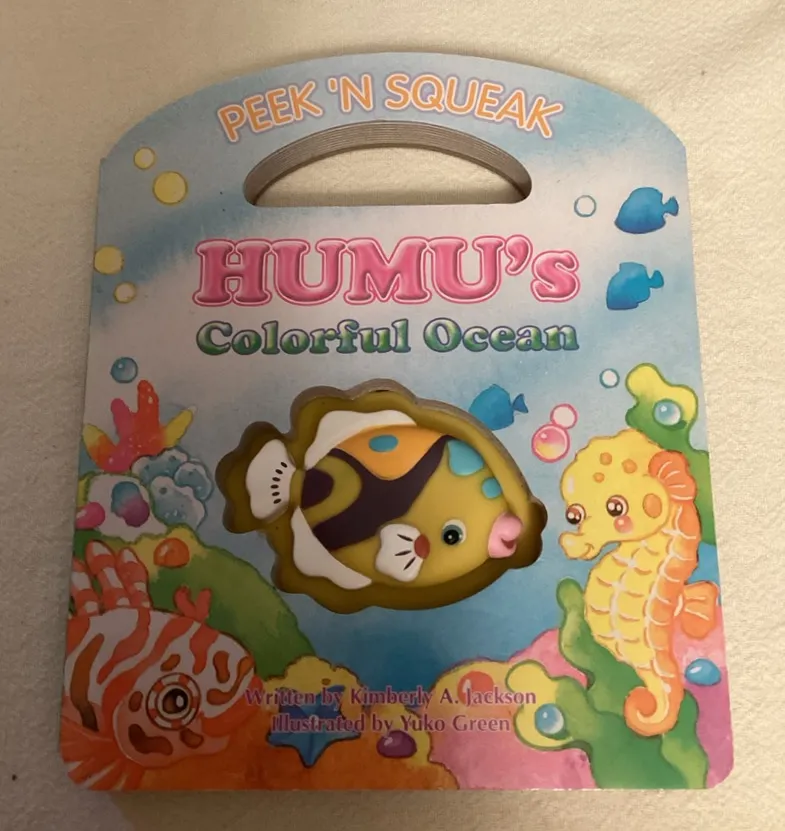 PEEK 'N SQUEAK
HUMU's
Colorful Ocean
Written by Kimberly A. Jackson
Illustrated by Yuko Green